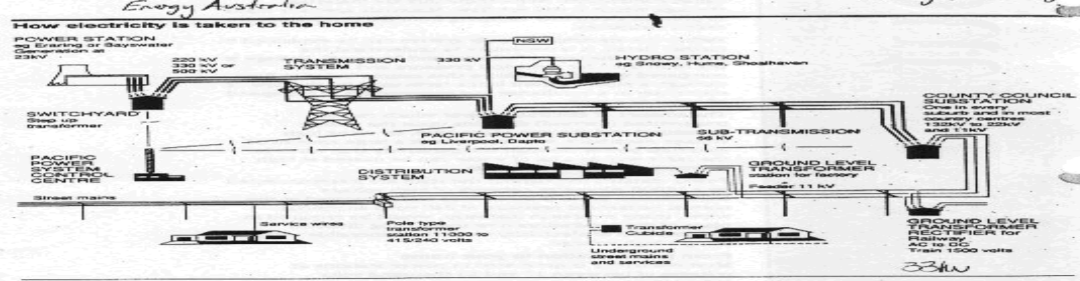 Energy Australia
How electricity is taken to the home
POWER STATION
eg Eraring or Bayswater
Generation at
23kV
220 kV
330 kV or
500 kV
TRANSMISSION
SYSTEM
330 kV
NSW
HYDRO STATION
eg Snowy, Hume, Shoalhaven
SWITCHYARD
Step up
transformer
PACIFIC POWER SUBSTATION
eg Liverpool, Dapto
SUB-TRANSMISSION
66 kV
COUNTY COUNCIL
SUBSTATION
One in every
suburb and in most
country centres
132kV to 22kV
and 11kV
PACIFIC
POWER
SYSTEM
CONTROL
CENTRE
DISTRIBUTION
SYSTEM
GROUND LEVEL
TRANSFORMER
station for factory
Feeder 11 kV
Street mains
Service wires
Pole type
transformer
station 11000 to
415/240 volts
Transformer
Cubicle
Underground
street mains
and services
GROUND LEVEL
TRANSFORMER
RECTIFIER for
Railway
AC to DC
Train 1500 volts